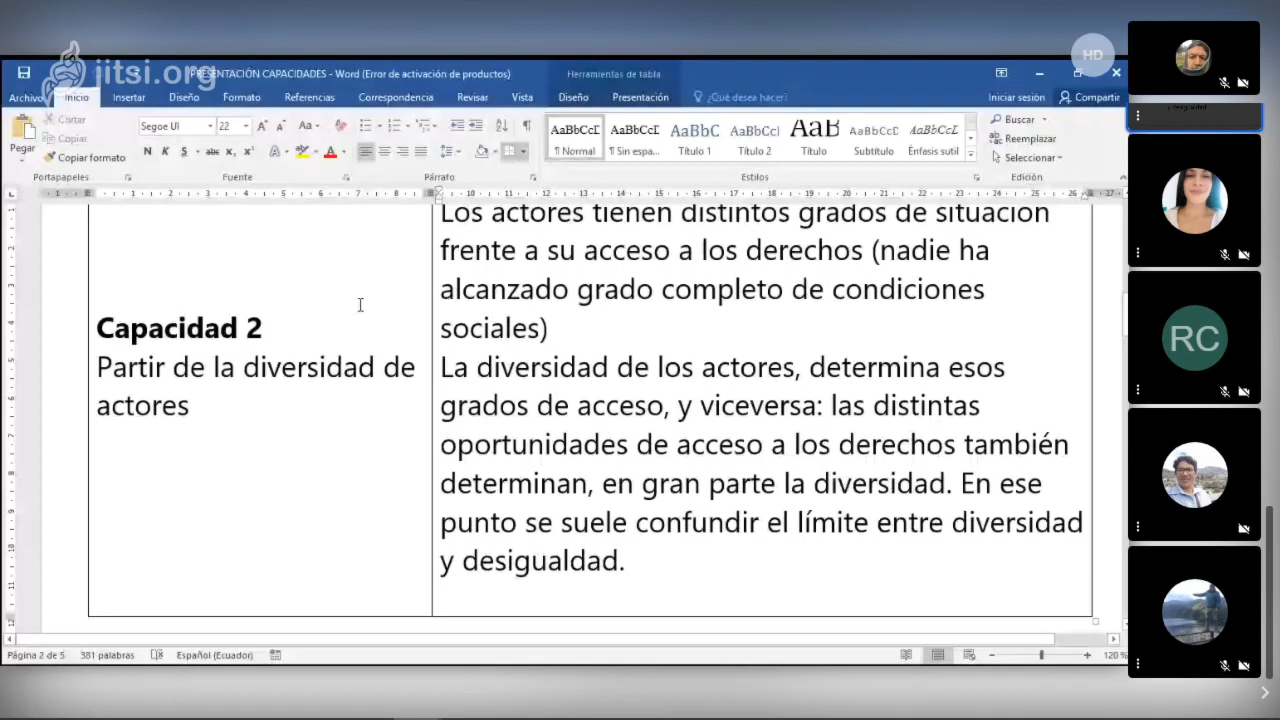 HD
jitsi.org
PRESENTACIÓN CAPACIDADES - Word (Error de activación de productos)
Herramientas de tabla
Archivo Inicio Insertar Diseño Formato Referencias Correspondencia Revisar Vista Diseño Presentación ¿Qué desea hacer? Iniciar sesión Compartir
Pegar
Cortar
Copiar
Copiar formato
Portapapeles
Segoe UI 22
N K S abc
Fuente
Párrafo
AaBbCcD AaBbCcD AaBbC AaBbCc AaB AaBbCcD AaBbCcD
¶ Normal ¶ Sin espa... Título 1 Título 2 Título Subtítulo Énfasis sutil
Estilos
Buscar
Reemplazar
Seleccionar
Edición
Los actores tienen distintos grados de situación
frente a su acceso a los derechos (nadie ha
alcanzado grado completo de condiciones
sociales)
Capacidad 2
Partir de la diversidad de
actores
La diversidad de los actores, determina esos
grados de acceso, y viceversa: las distintas
oportunidades de acceso a los derechos también
determinan, en gran parte la diversidad. En ese
punto se suele confundir el límite entre diversidad
y desigualdad.
Página 2 de 5 381 palabras Español (Ecuador) 120 %
RC